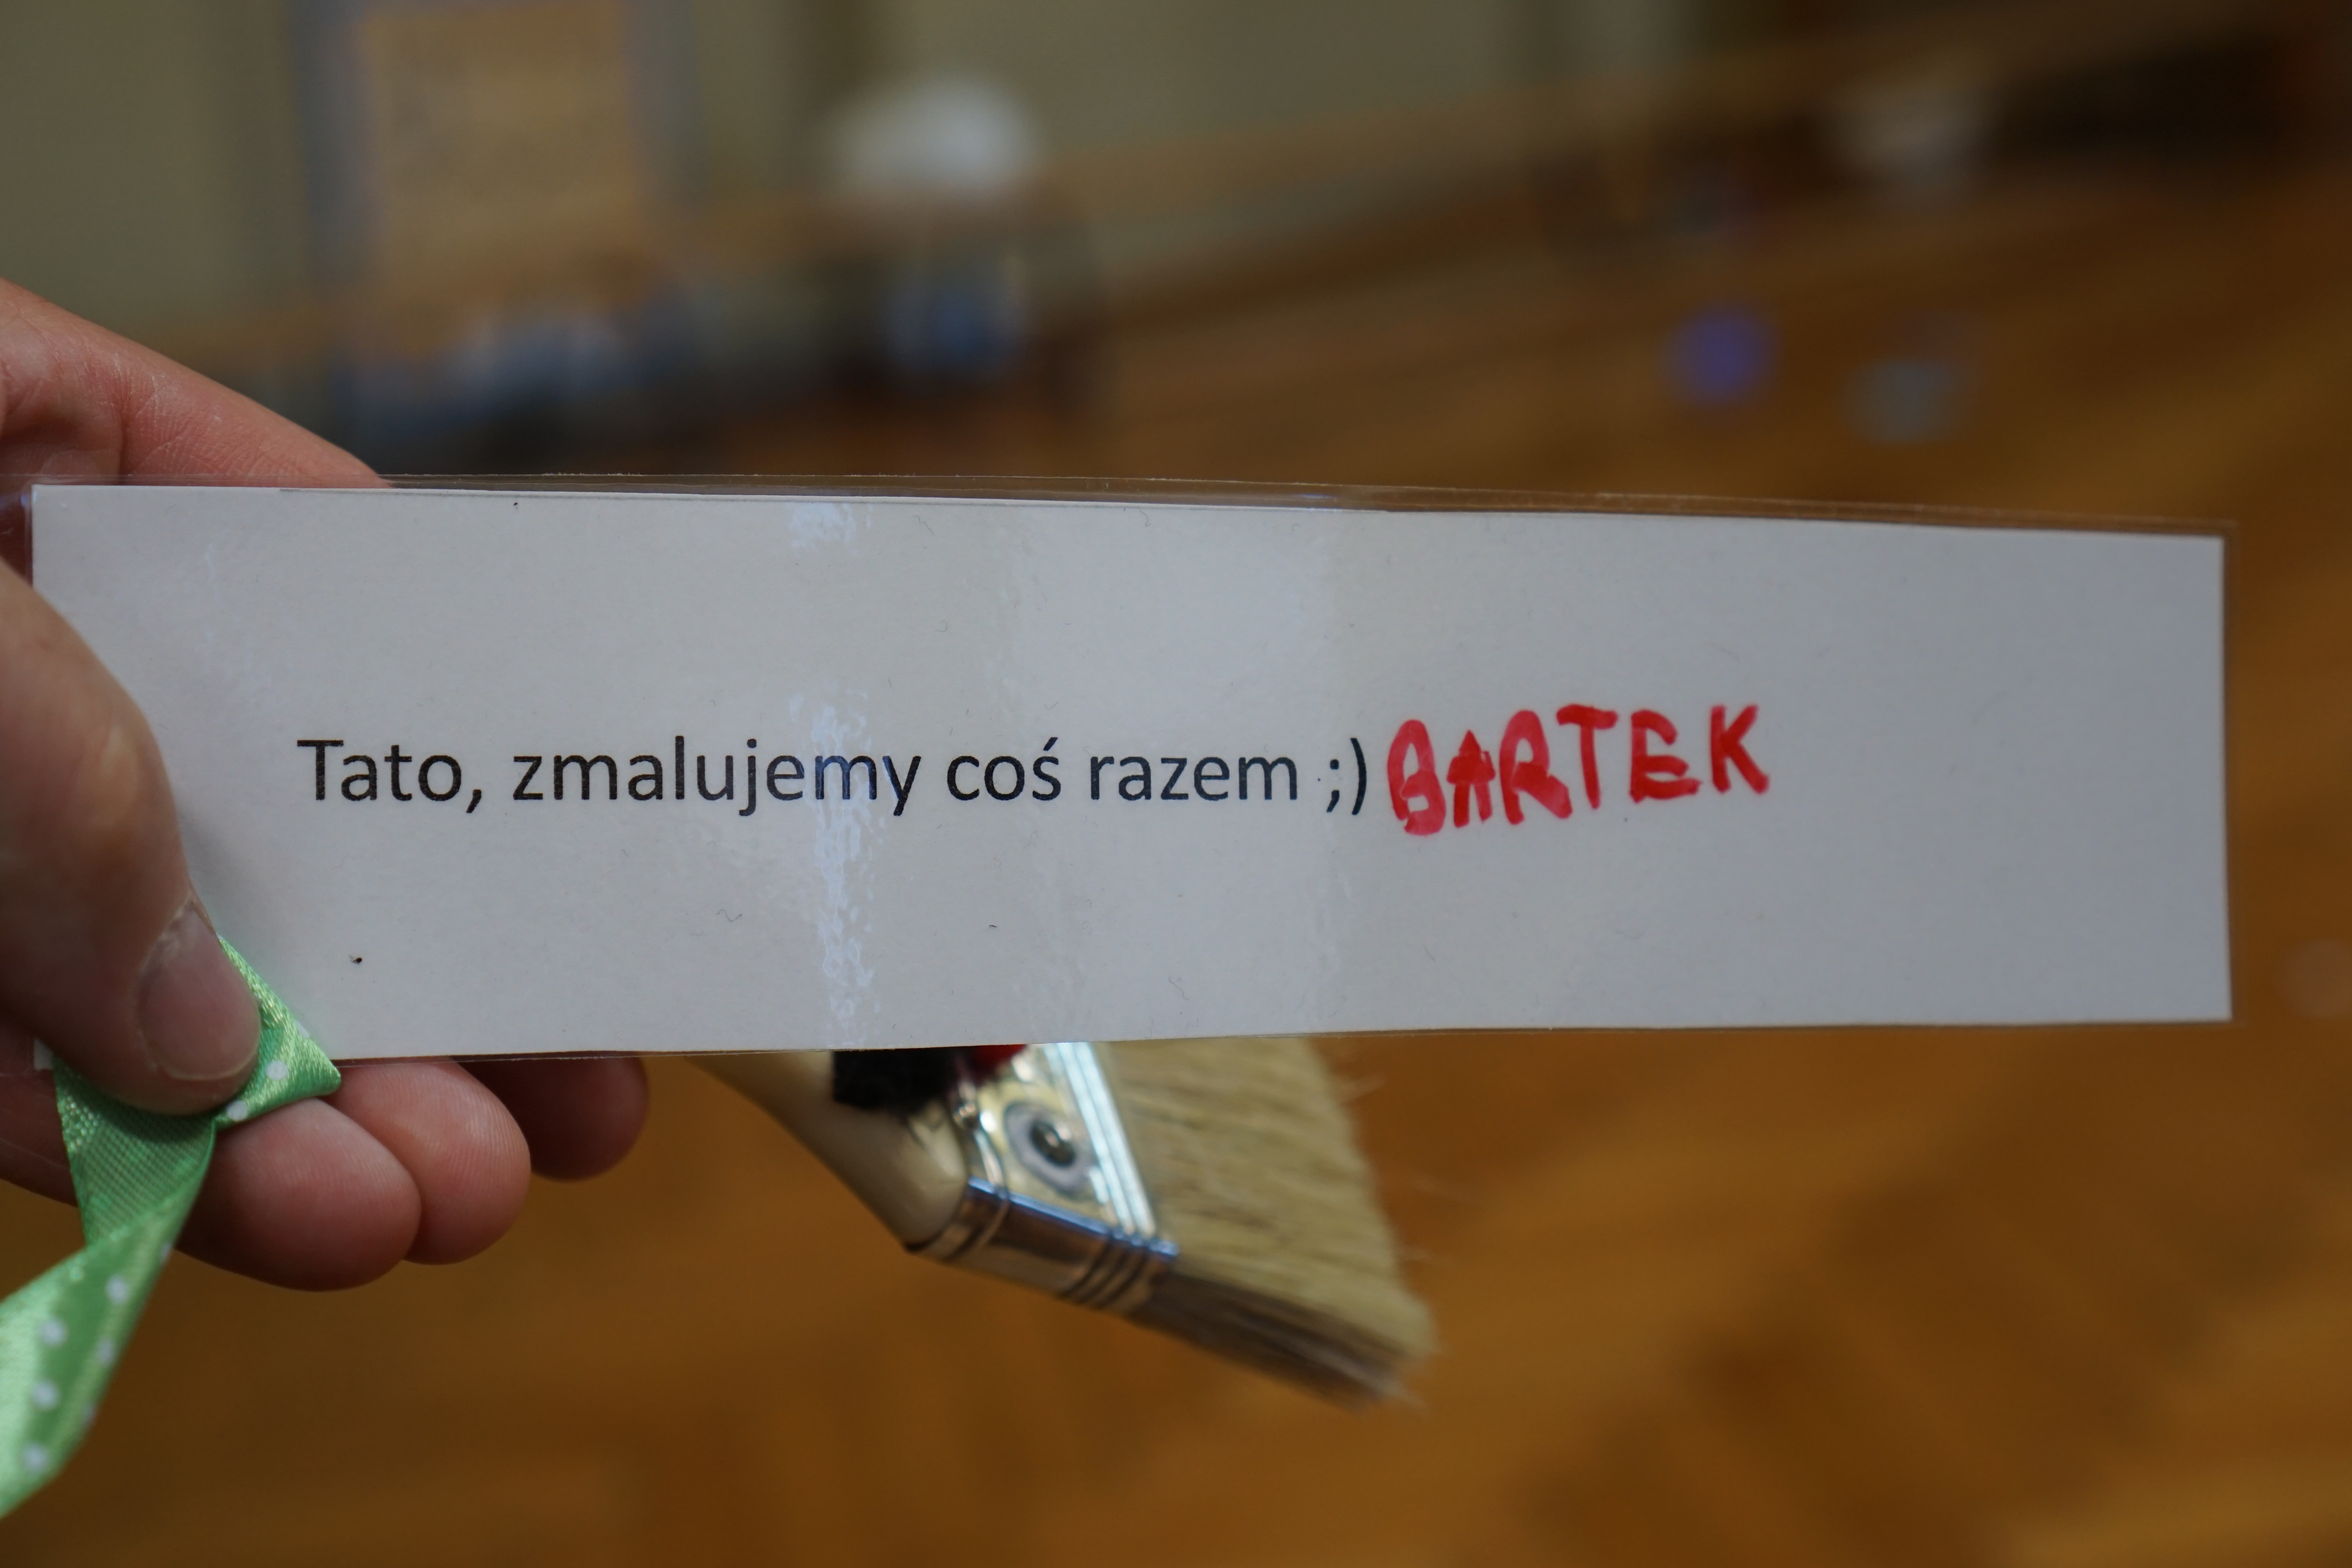 Tato, zmalujemy coś razem ;) BARTEK